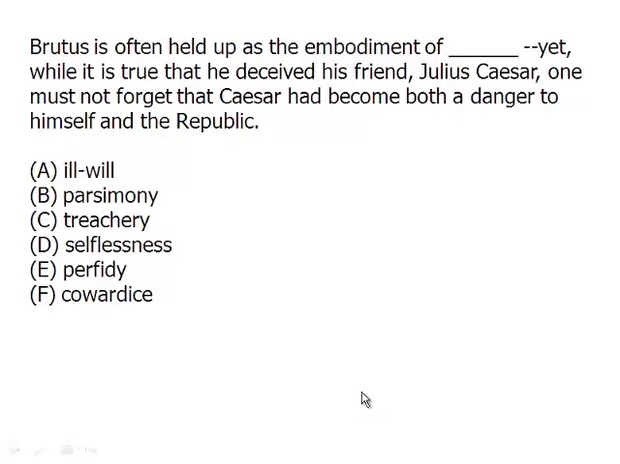 Brutus is often held up as the embodiment of _______ --yet,
while it is true that he deceived his friend, Julius Caesar, one
must not forget that Caesar had become both a danger to
himself and the Republic.
(A) ill-will
(B) parsimony
(C) treachery
(D) selflessness
(E) perfidy
(F) cowardice